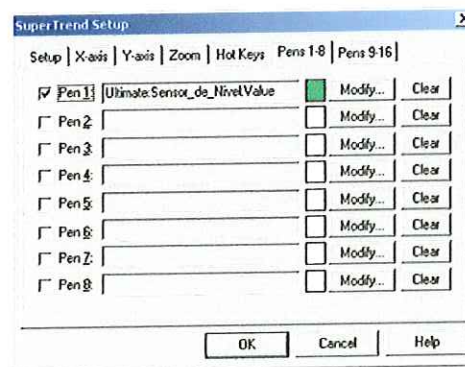 SuperTrend Setup
Setup X-axis Y-axis Zoom Hot Keys Pens 1-8 Pens 9-16
Pen 1: Ultimate:Sensor_de_Nivel.Value Modify... Clear
Pen 2: Modify... Clear
Pen 3: Modify... Clear
Pen 4: Modify... Clear
Pen 5: Modify... Clear
Pen 6: Modify... Clear
Pen 7: Modify... Clear
Pen 8: Modify... Clear
OK Cancel Help